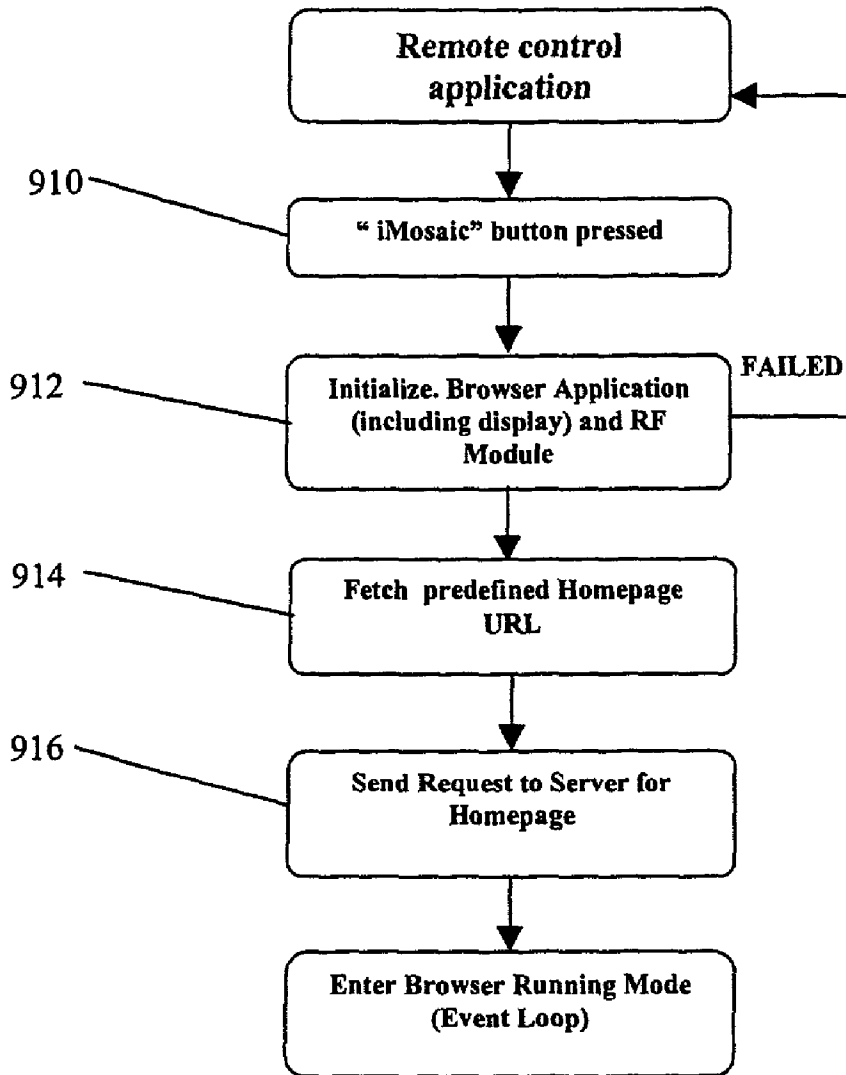 Remote control
application
910
“ iMosaic” button pressed
912
Initialize. Browser Application
(including display) and RF
Module
FAILED
914
Fetch predefined Homepage
URL
916
Send Request to Server for
Homepage
Enter Browser Running Mode
(Event Loop)